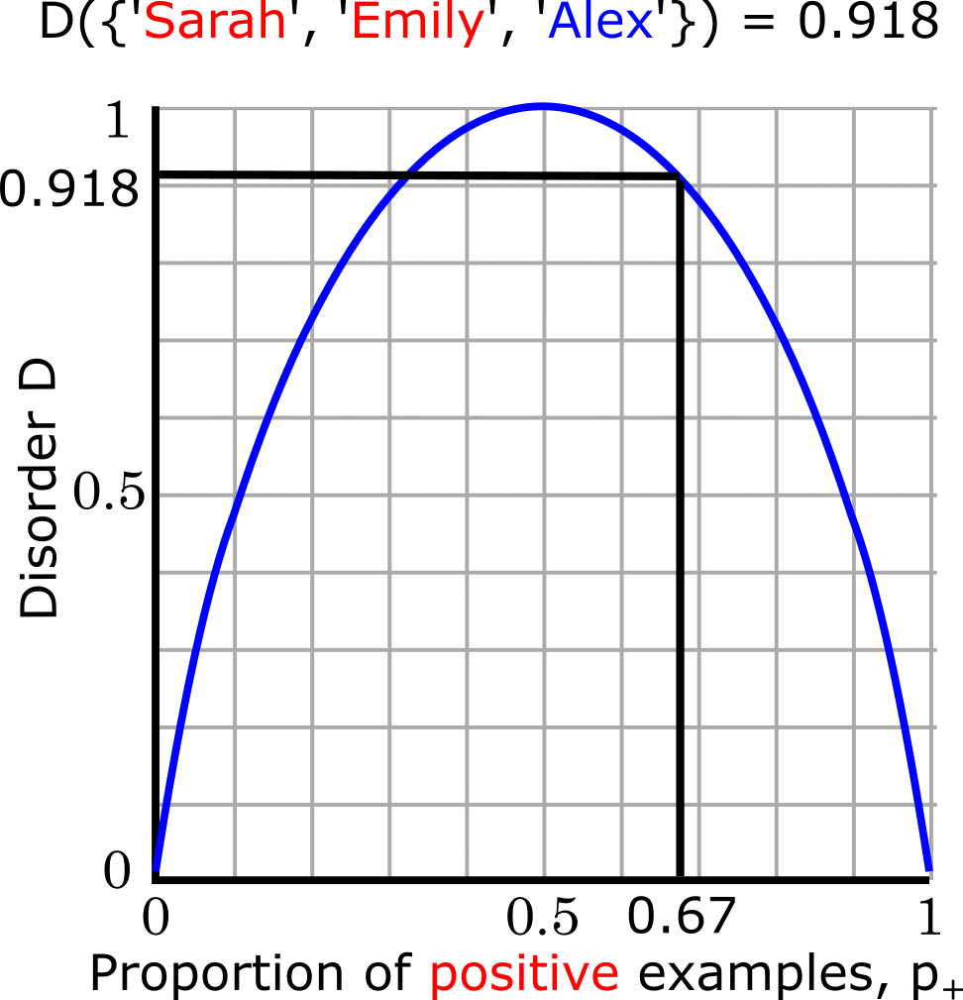 D({'Sarah', 'Emily', 'Alex'}) = 0.918
1
0.918
Disorder D
0.5
0
0 0.5 0.67 1
Proportion of positive examples, p₊